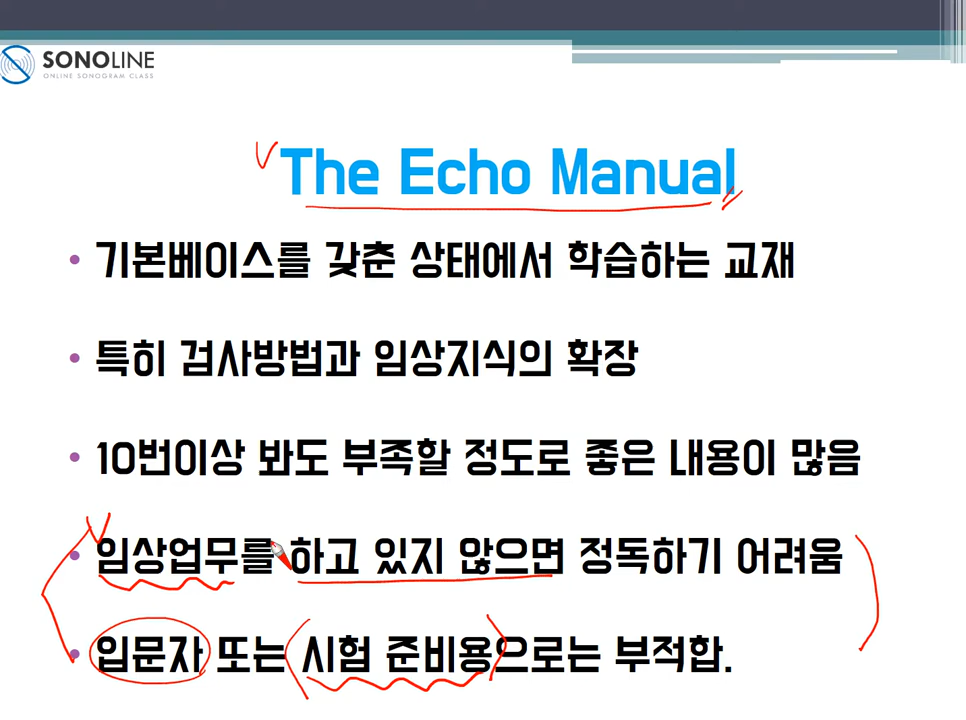 SONOLINE
ONLINE SONOGRAM CLASS
The Echo Manual
• 기본베이스를 갖춘 상태에서 학습하는 교재
• 특히 검사방법과 임상지식의 확장
• 10번이상 봐도 부족할 정도로 좋은 내용이 많음
• 임상업무를 하고 있지 않으면 정독하기 어려움
• 입문자 또는 시험 준비용으로는 부적합.